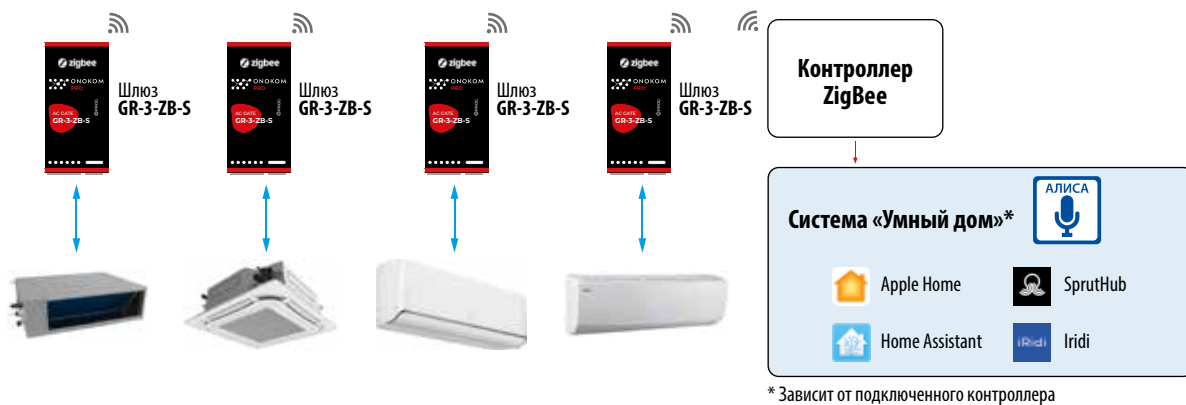 zigbee
ONOKOM
PRO
AC GATE
GR-3-ZB-S
Шлюз
GR-3-ZB-S
zigbee
ONOKOM
PRO
AC GATE
GR-3-ZB-S
Шлюз
GR-3-ZB-S
zigbee
ONOKOM
PRO
AC GATE
GR-3-ZB-S
Шлюз
GR-3-ZB-S
zigbee
ONOKOM
PRO
AC GATE
GR-3-ZB-S
Шлюз
GR-3-ZB-S
Контроллер
ZigBee
АЛИСА
Система «Умный дом»*
Apple Home
SprutHub
Home Assistant
iRidi
Iridi
* Зависит от подключенного контроллера